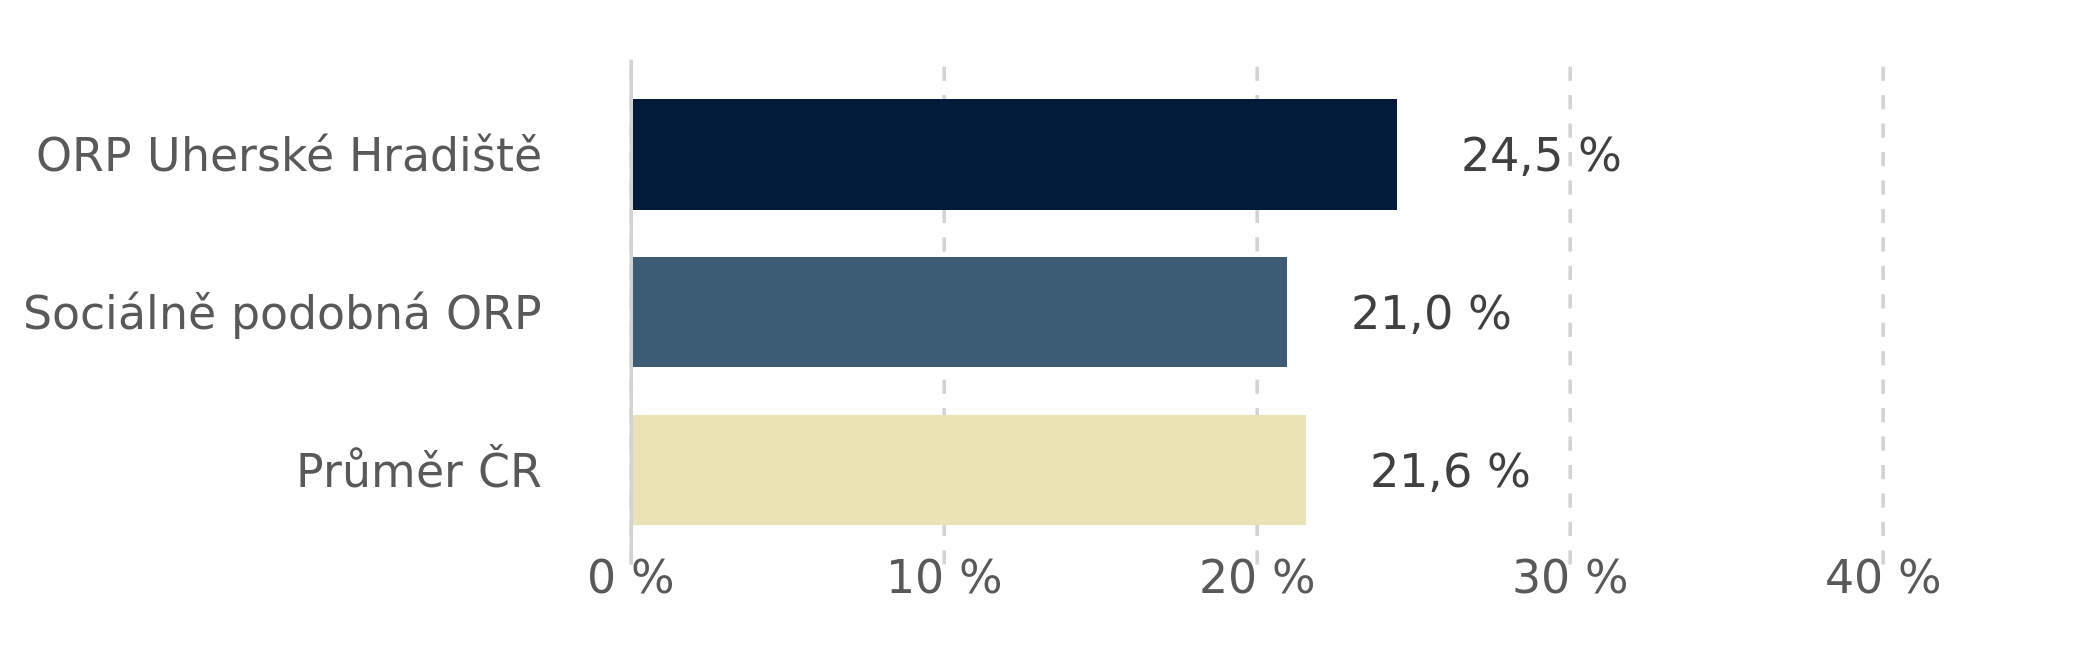 ORP Uherské Hradiště
24,5 %
Sociálně podobná ORP
21,0 %
Průměr ČR
21,6 %
0 %
10 %
20 %
30 %
40 %